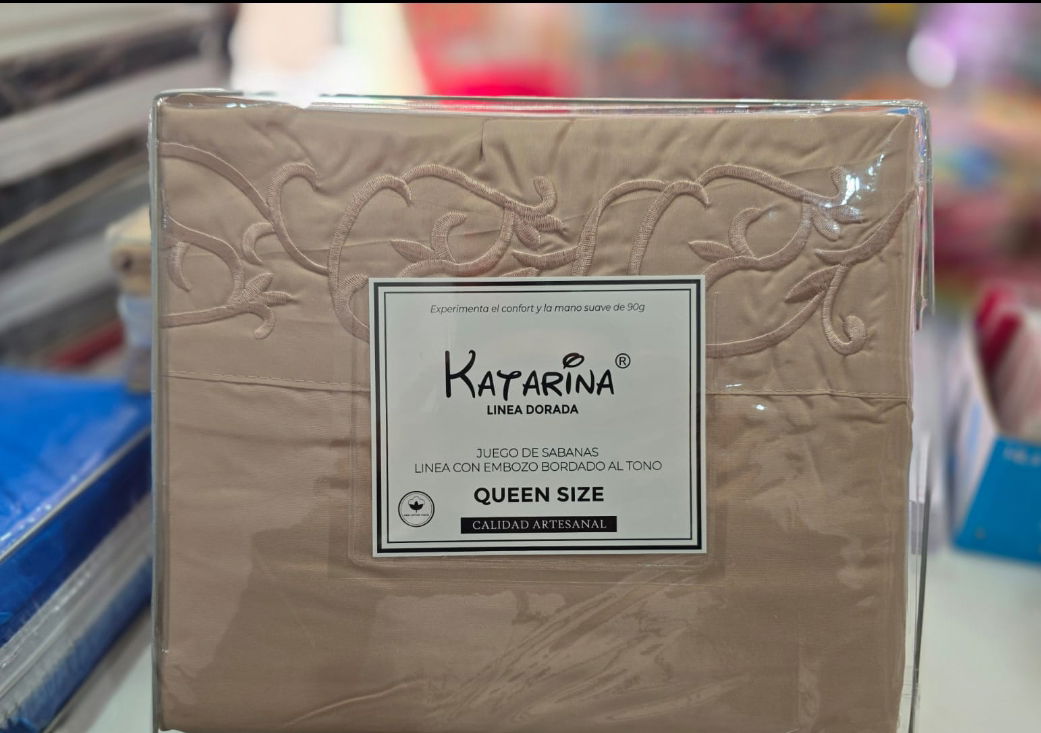 Experimenta el confort y la mano suave de 90g
KATARINA®
LINEA DORADA
JUEGO DE SABANAS
LINEA CON EMBOZO BORDADO AL TONO
QUEEN SIZE
CALIDAD ARTESANAL